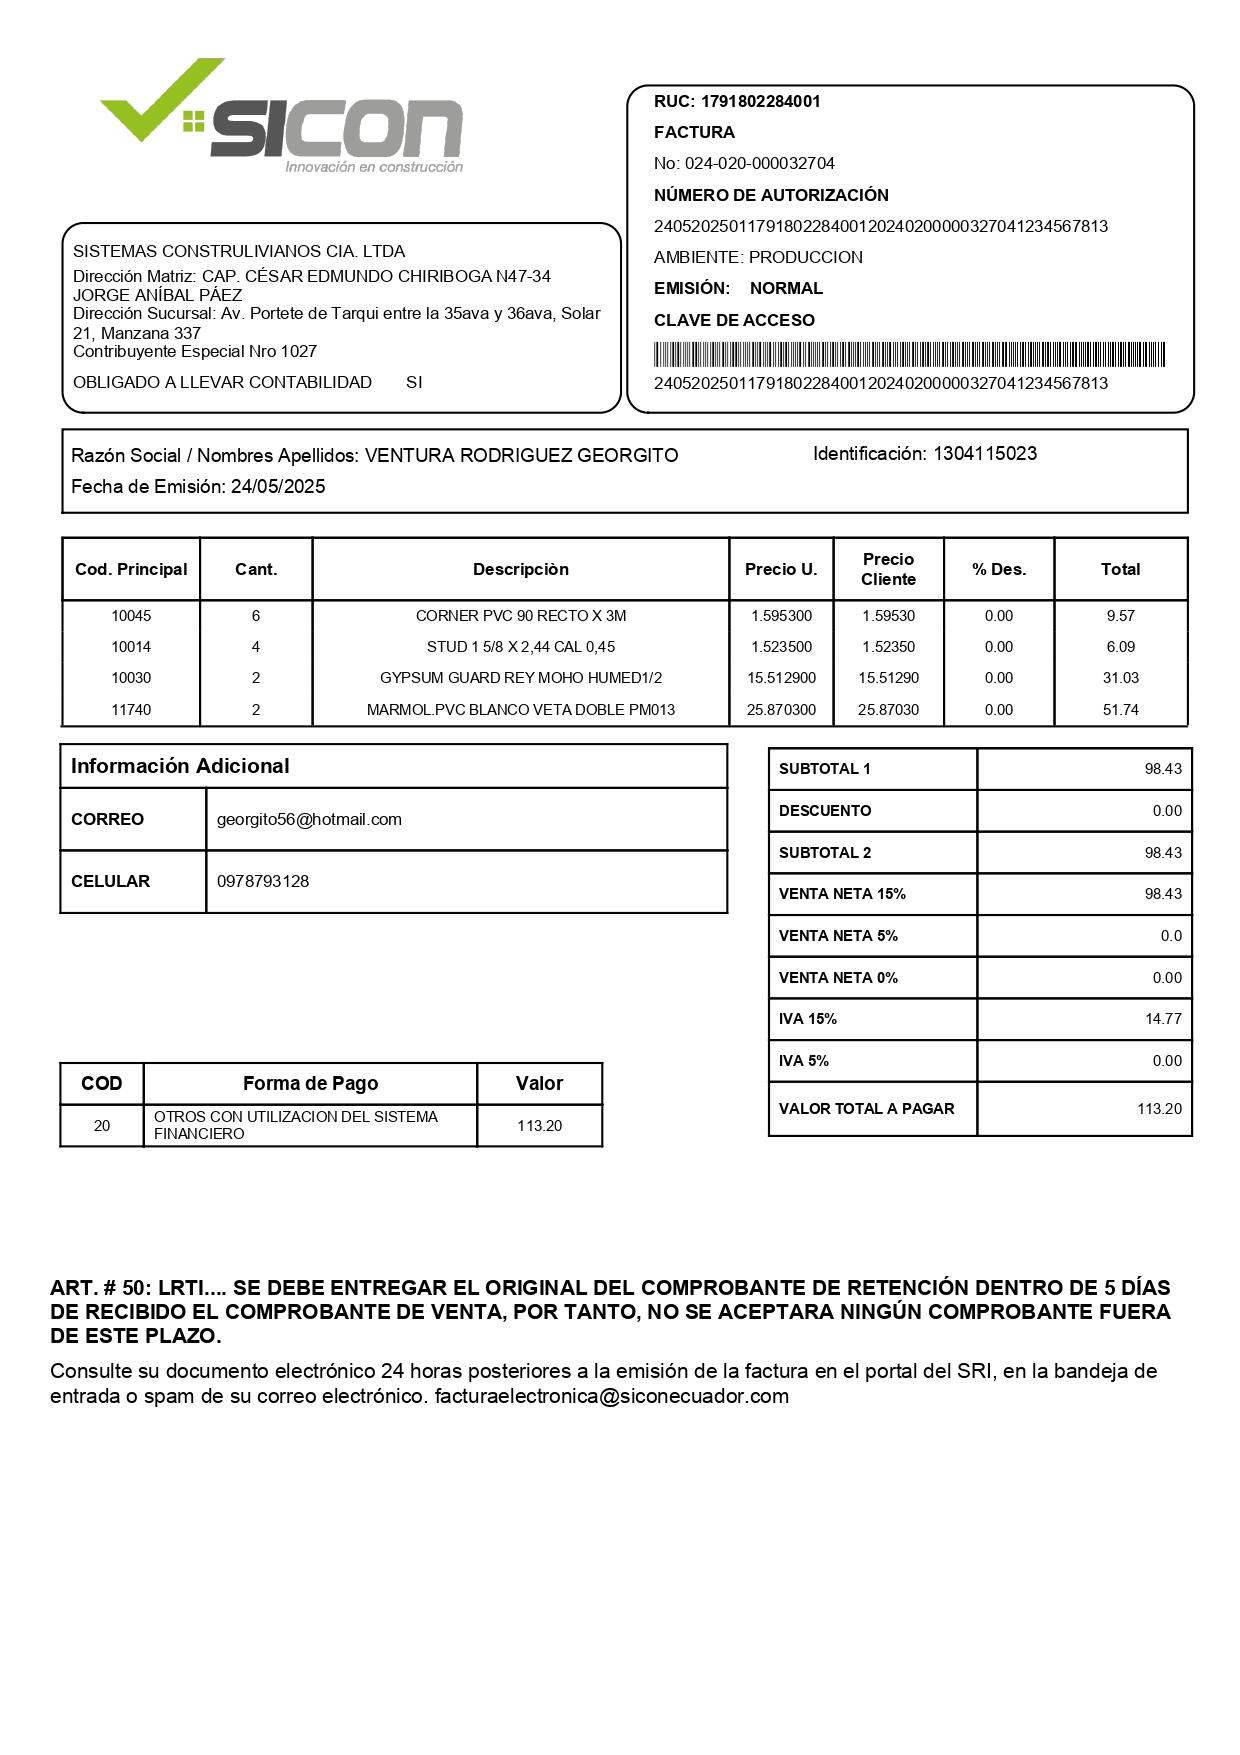 SICON
Innovación en construcción
RUC: 1791802284001
FACTURA
No: 024-020-000032704
NÚMERO DE AUTORIZACIÓN
2405202501179180228400120240200000327041234567813
AMBIENTE: PRODUCCION
EMISIÓN: NORMAL
CLAVE DE ACCESO
2405202501179180228400120240200000327041234567813
SISTEMAS CONSTRULIVIANOS CIA. LTDA
Dirección Matriz: CAP. CÉSAR EDMUNDO CHIRIBOGA N47-34
JORGE ANÍBAL PÁEZ
Dirección Sucursal: Av. Portete de Tarqui entre la 35ava y 36ava, Solar
21, Manzana 337
Contribuyente Especial Nro 1027
OBLIGADO A LLEVAR CONTABILIDAD SI
Razón Social / Nombres Apellidos: VENTURA RODRIGUEZ GEORGITO Identificación: 1304115023
Fecha de Emisión: 24/05/2025
Cod. Principal Cant. Descripciòn Precio U. Precio Cliente % Des. Total
10045 6 CORNER PVC 90 RECTO X 3M 1.595300 1.59530 0.00 9.57
10014 4 STUD 1 5/8 X 2,44 CAL 0,45 1.523500 1.52350 0.00 6.09
10030 2 GYPSUM GUARD REY MOHO HUMED1/2 15.512900 15.51290 0.00 31.03
11740 2 MARMOL.PVC BLANCO VETA DOBLE PM013 25.870300 25.87030 0.00 51.74
Información Adicional
CORREO georgito56@hotmail.com
CELULAR 0978793128
SUBTOTAL 1 98.43
DESCUENTO 0.00
SUBTOTAL 2 98.43
VENTA NETA 15% 98.43
VENTA NETA 5% 0.0
VENTA NETA 0% 0.00
IVA 15% 14.77
IVA 5% 0.00
VALOR TOTAL A PAGAR 113.20
COD Forma de Pago Valor
20 OTROS CON UTILIZACION DEL SISTEMA FINANCIERO 113.20
ART. # 50: LRTI.... SE DEBE ENTREGAR EL ORIGINAL DEL COMPROBANTE DE RETENCIÓN DENTRO DE 5 DÍAS
DE RECIBIDO EL COMPROBANTE DE VENTA, POR TANTO, NO SE ACEPTARA NINGÚN COMPROBANTE FUERA
DE ESTE PLAZO.
Consulte su documento electrónico 24 horas posteriores a la emisión de la factura en el portal del SRI, en la bandeja de
entrada o spam de su correo electrónico. facturaelectronica@siconecuador.com